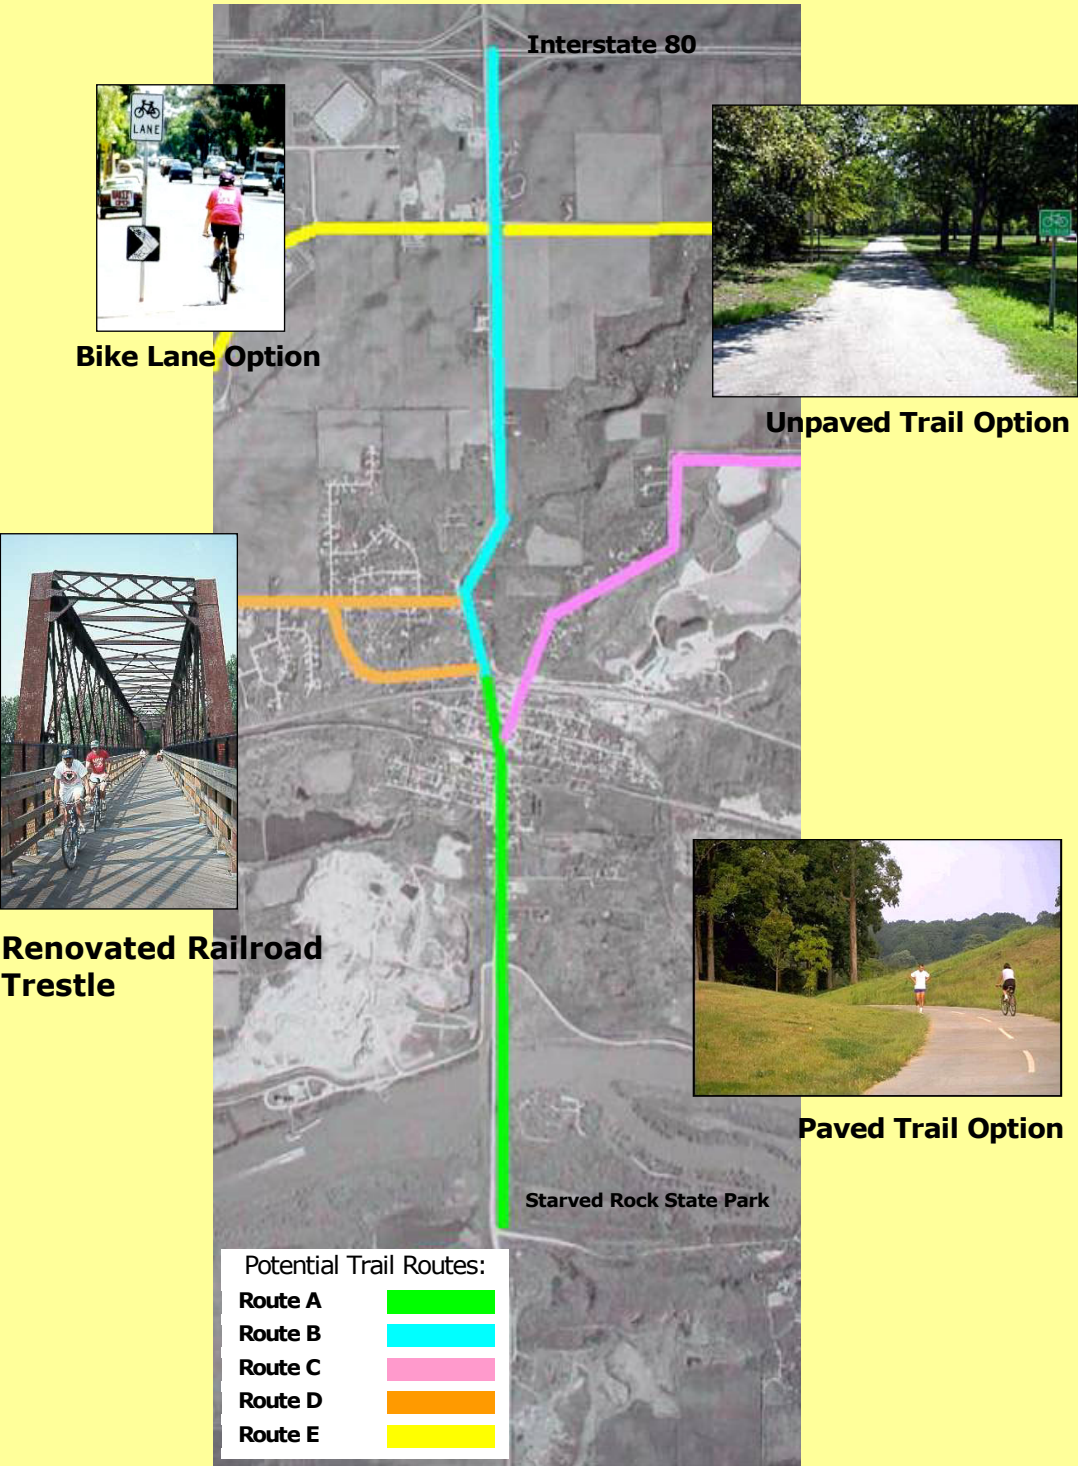 Interstate 80
LANE
Bike Lane Option
Unpaved Trail Option
Renovated Railroad
Trestle
Paved Trail Option
Starved Rock State Park
Potential Trail Routes:
Route A
Route B
Route C
Route D
Route E